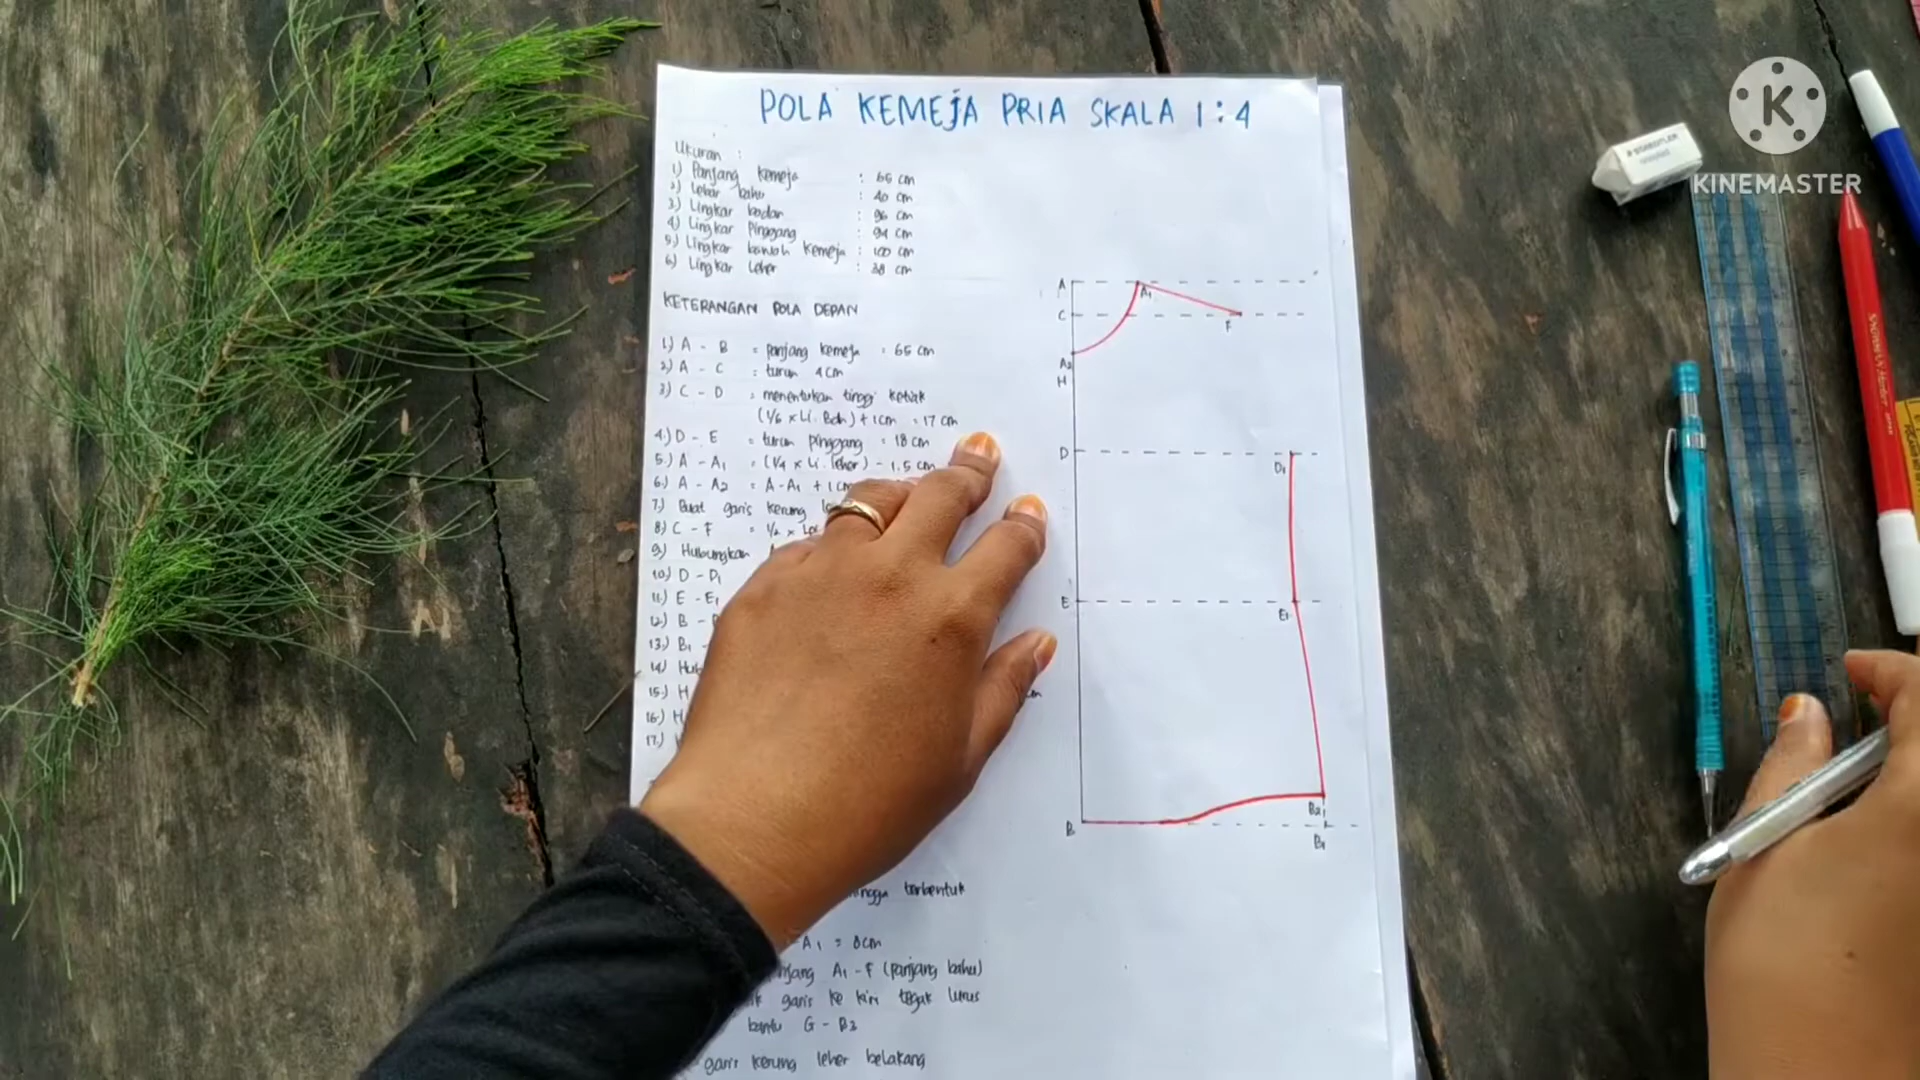 POLA KEMEJA PRIA SKALA 1:4
Ukuran :
1) Panjang kemeja : 65 cm
2) Lebar bahu : 40 cm
3) Lingkar badan : 96 cm
4) Lingkar Pinggang : 94 cm
5) Lingkar bawah kemeja : 100 cm
6) Lingkar Leher : 38 cm
KETERANGAN POLA DEPAN
1.) A - B = panjang kemeja = 65 cm
2.) A - C = turun 4 cm
3.) C - D = menentukan tinggi ketiak
(1/6 x Li. Bdn) + 1 cm = 17 cm
4.) D - E = turun pinggang = 18 cm
5.) A - A1 = (1/4 x Li. leher) - 1.5 cm
6.) A - A2 = A-A1 + 1 cm
7.) Buat garis kerung
8.) C - F = 1/2 x
9.) Hubungkan
10.) D - D1
11.) E - E1
12.) B -
13.) B1 -
14.)
15.) H
cm
16.) H
17.)
terbentuk
A1 = 8cm
A1 - F (panjang bahu)
garis ke kiri tegak lurus
bantu G - B3
garis kerung leher belakang
A
A1
C
F
A2
H
D
D1
E
E1
B
B2
B1
STAEDTLER
K
KINEMASTER